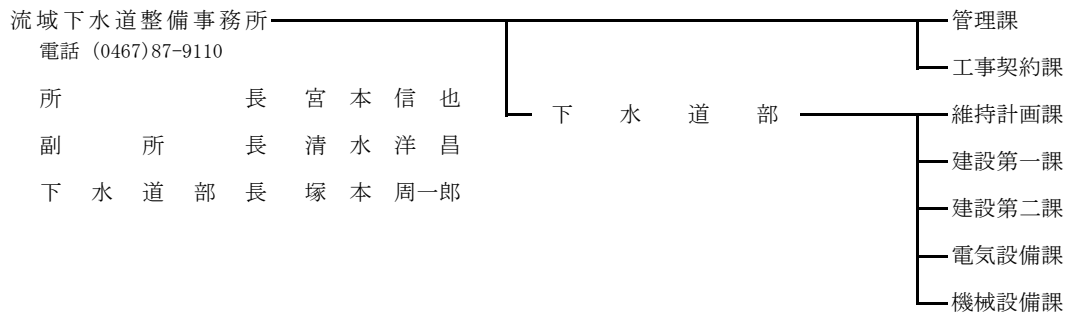 流域下水道整備事務所 管理課
電話 (0467)87-9110
工事契約課
所長 宮本信也
下水道部 維持計画課
副所長 清水洋昌
建設第一課
下水道部長 塚本周一郎
建設第二課
電気設備課
機械設備課